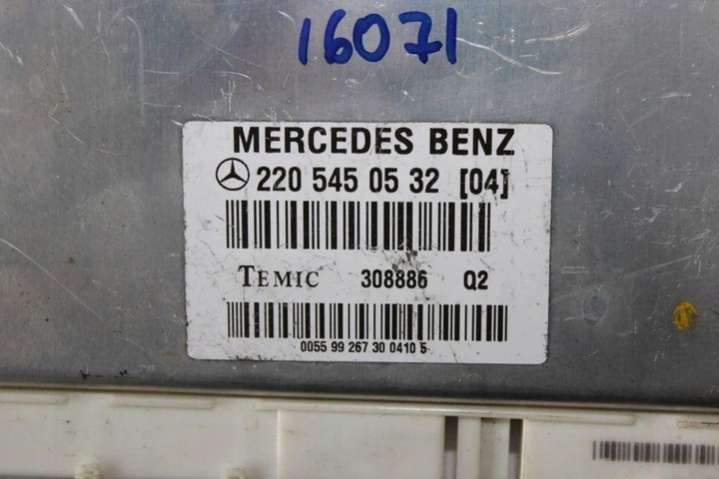 16071
MERCEDES BENZ
220 545 05 32 [04]
TEMIC 308886 Q2
0055 99 267 30 0410 5